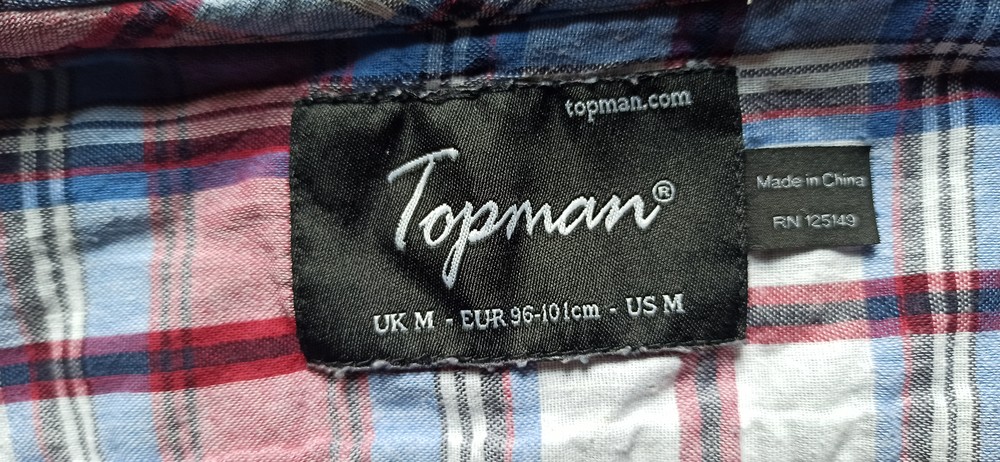 topman.com
Topman®
UK M - EUR 96-101cm - US M
Made in China
RN 125149